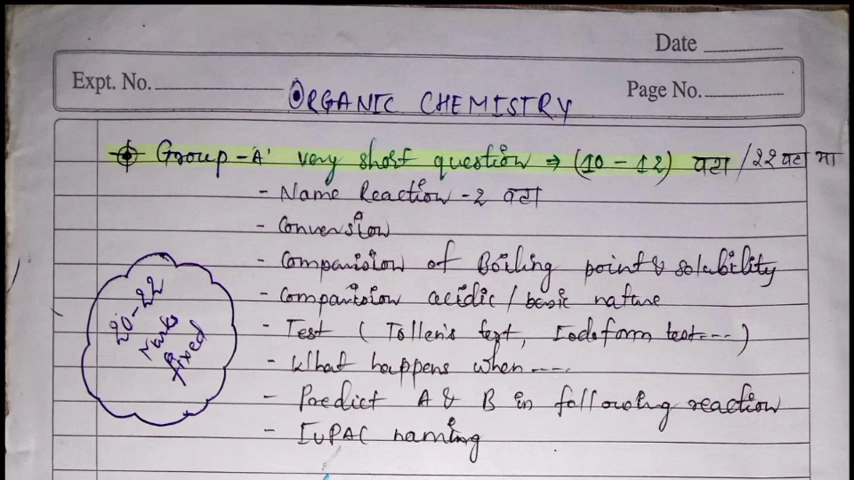 Date
Expt. No.
Page No.
ORGANIC CHEMISTRY
Group-A' very short question ⇒ (10 - 12) वटा /22 वटा मा
- Name Reaction - 2 वटा
- Conversion
- Comparision of Boiling point & solubility
- Comparision acidic / basic nature
- Test ( Tollen's test, Iodoform test---)
- What happens when ----
- Predict A & B in following reaction
- IUPAC naming
20-22
Marks
fixed